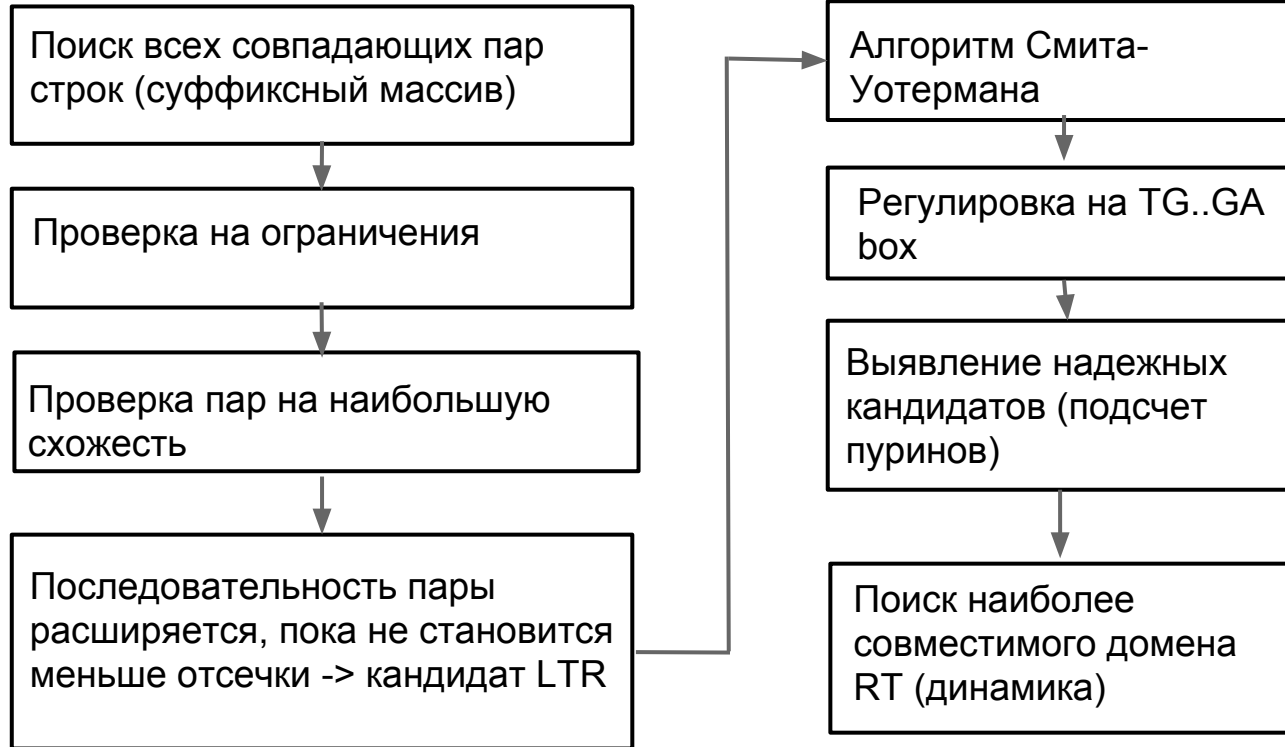 Поиск всех совпадающих пар
строк (суффиксный массив)
Проверка на ограничения
Проверка пар на наибольшую
схожесть
Последовательность пары
расширяется, пока не становится
меньше отсечки -> кандидат LTR
Алгоритм Смита-
Уотермана
Регулировка на TG..GA
box
Выявление надежных
кандидатов (подсчет
пуринов)
Поиск наиболее
совместимого домена
RT (динамика)